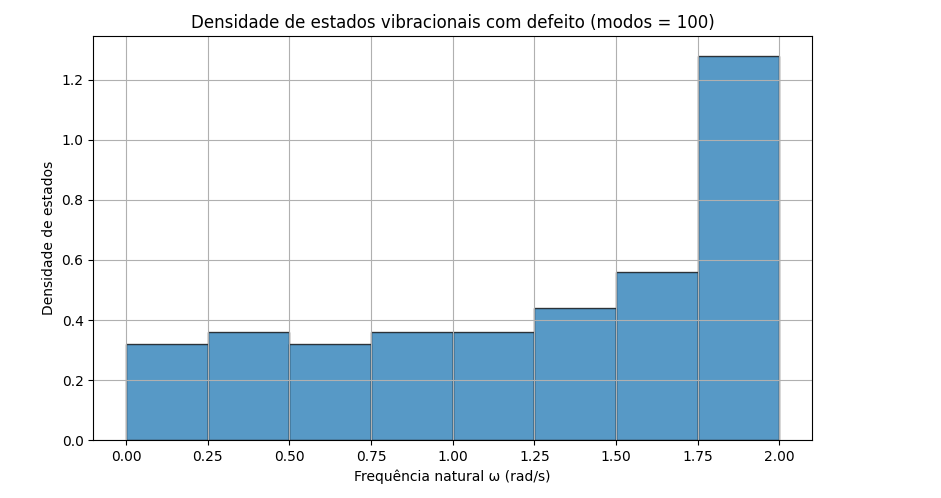 Densidade de estados vibracionais com defeito (modos = 100)
Densidade de estados
1.2
1.0
0.8
0.6
0.4
0.2
0.0
0.00 0.25 0.50 0.75 1.00 1.25 1.50 1.75 2.00
Frequência natural ω (rad/s)